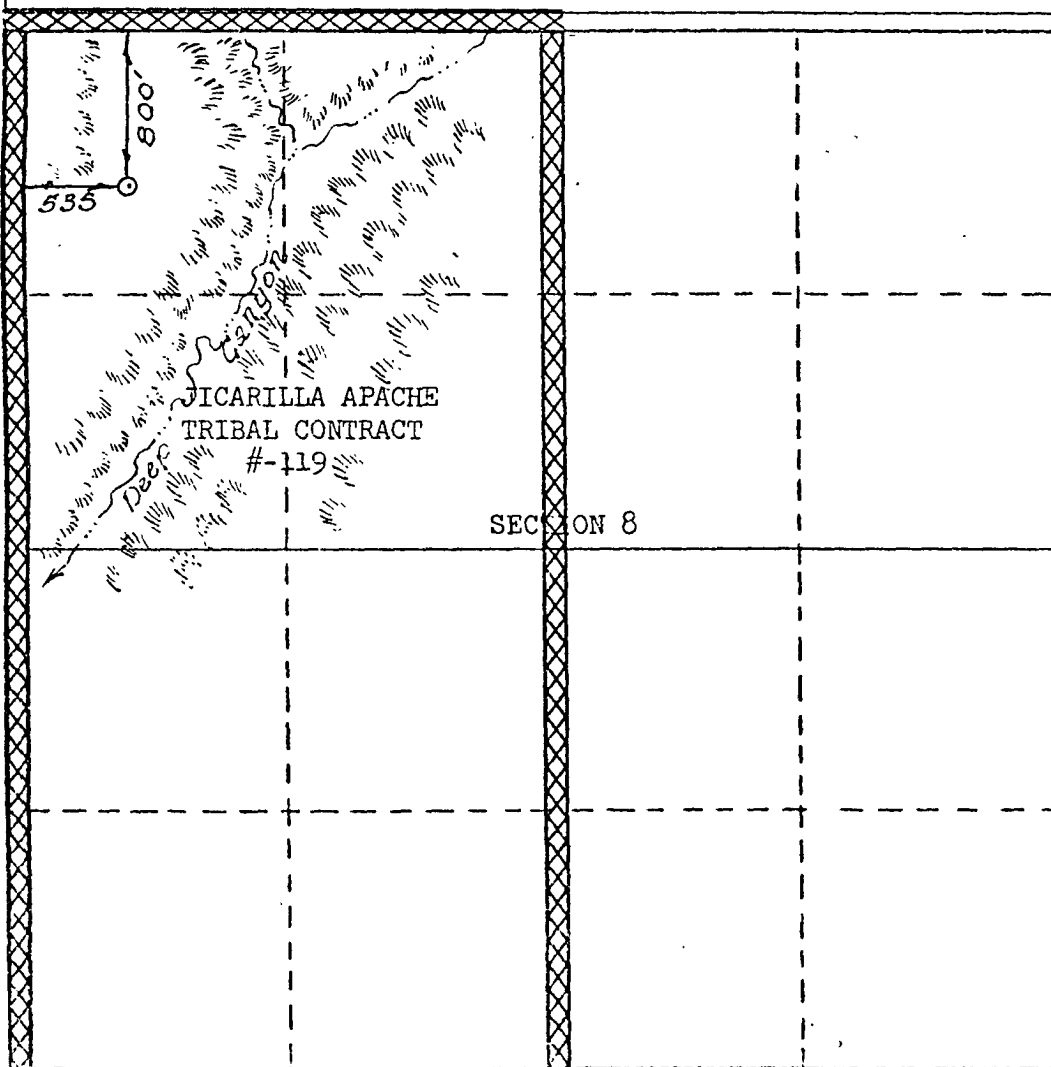 800'
535
Canyon
JICARILLA APACHE
TRIBAL CONTRACT
#-119
Deep
SECTION 8